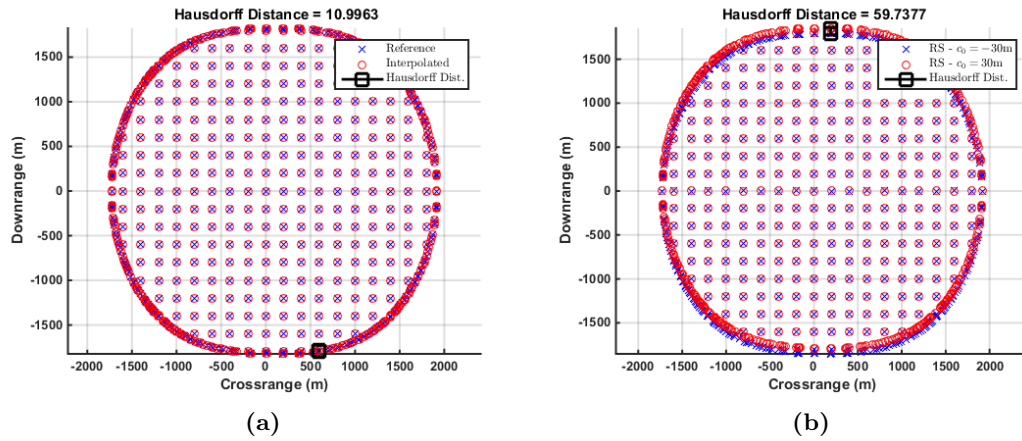 Hausdorff Distance = 10.9963
Reference
Interpolated
Hausdorff Dist.
1500
1000
500
0
-500
-1000
-1500
Downrange (m)
-2000 -1500 -1000 -500 0 500 1000 1500 2000
Crossrange (m)
(a)
Hausdorff Distance = 59.7377
RS - c₀ = −30m
RS - c₀ = 30m
Hausdorff Dist.
1500
1000
500
0
-500
-1000
-1500
Downrange (m)
-2000 -1500 -1000 -500 0 500 1000 1500 2000
Crossrange (m)
(b)